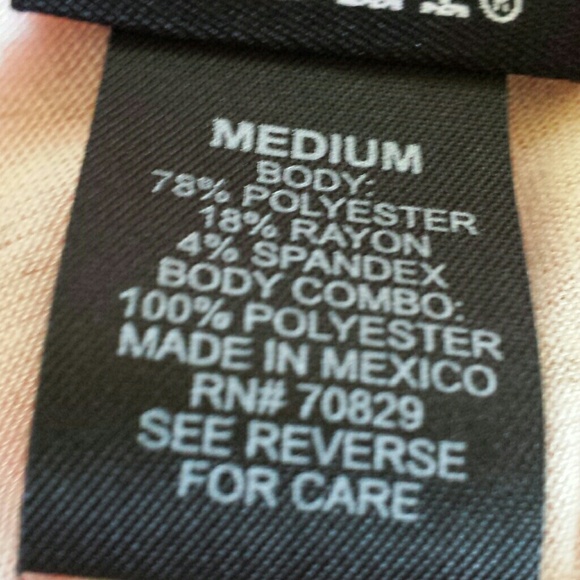 MEDIUM
BODY:
78% POLYESTER
18% RAYON
4% SPANDEX
BODY COMBO:
100% POLYESTER
MADE IN MEXICO
RN# 70829
SEE REVERSE
FOR CARE